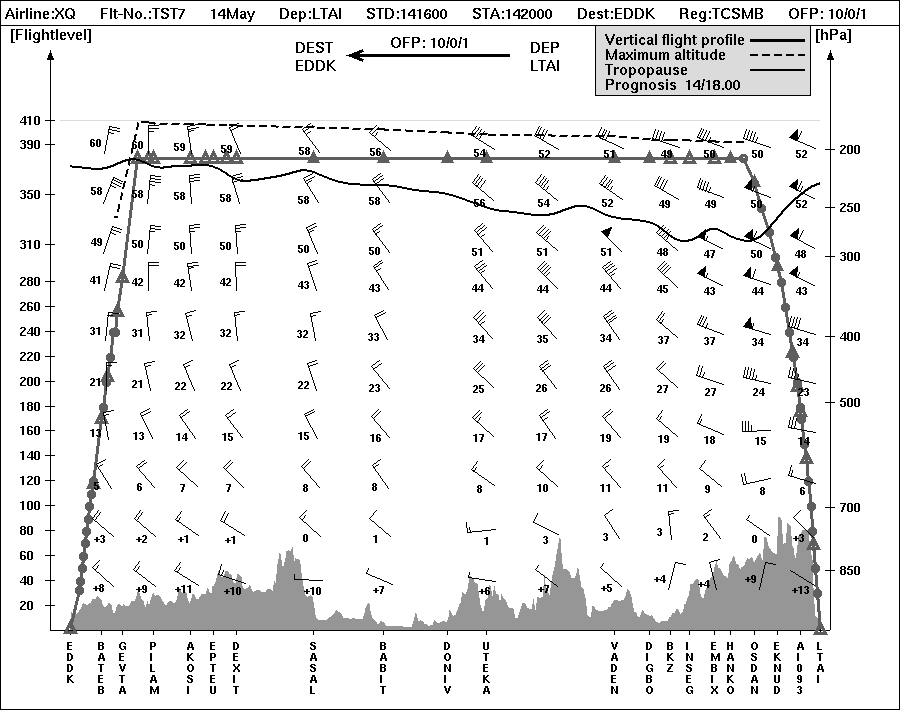 Airline:XQ Flt-No.:TST7 14May Dep:LTAI STD:141600 STA:142000 Dest:EDDK Reg:TCSMB OFP: 10/0/1
[Flightlevel] [hPa]
DEST OFP: 10/0/1 DEP
EDDK LTAI
Vertical flight profile
Maximum altitude
Tropopause
Prognosis 14/18.00
410
390 60 60 59 59 58 56 54 52 51 49 50 50 52 200
370
350 58 58 58 58 58 58 56 54 52 49 49 50 52 250
310 49 50 50 50 50 50 51 51 51 48 47 50 48 300
280 41 42 42 42 43 43 44 44 44 45 43 44 43
260
240 31 31 32 32 32 33 34 35 34 37 37 34 34 400
220
200 21 21 22 22 22 23 25 26 26 27 27 24 23
180 500
160 13 13 14 15 15 16 17 17 19 19 18 15 14
140
120 5 6 7 7 8 8 8 10 11 11 9 8 6
100 700
80 +3 +2 +1 +1 0 1 1 3 3 3 2 0 +3
60
40 +8 +9 +11 +10 +10 +7 +6 +7 +5 +4 +4 +9 +13 850
20
EDDK BATEB GEVTA PILAM AKOSI EPTEU DEXIT SASAL BABIT DONIV UTEKA VADEN DIGBO BKZ INSEG EMBIX HANKO OSDAN EKNUD AI093 LTAI